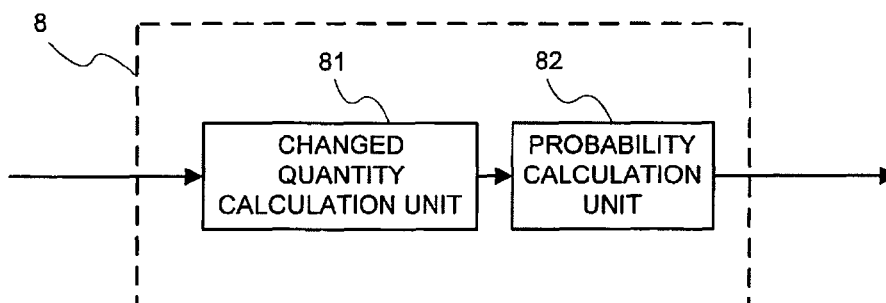 8
81
82
CHANGED
QUANTITY
CALCULATION UNIT
PROBABILITY
CALCULATION
UNIT